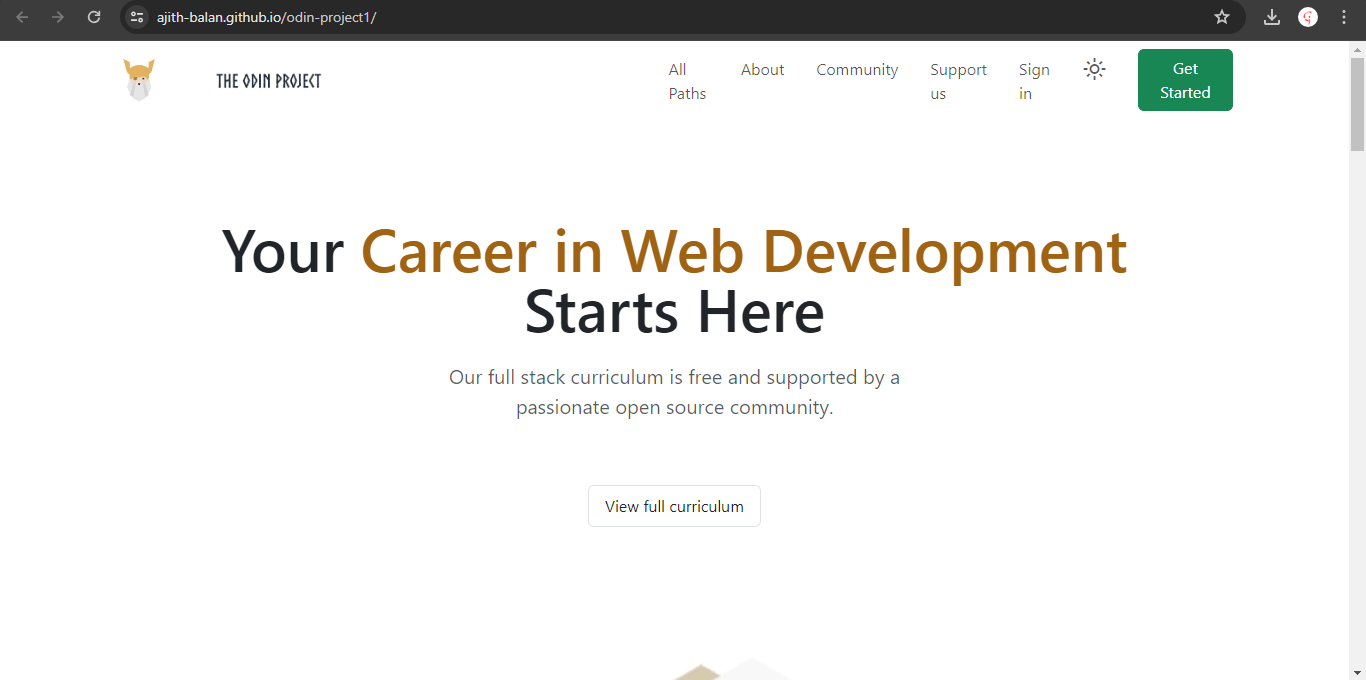 ajith-balan.github.io/odin-project1/
THE ODIN PROJECT
All Paths
About
Community
Support us
Sign in
Get Started
Your Career in Web Development
Starts Here
Our full stack curriculum is free and supported by a
passionate open source community.
View full curriculum